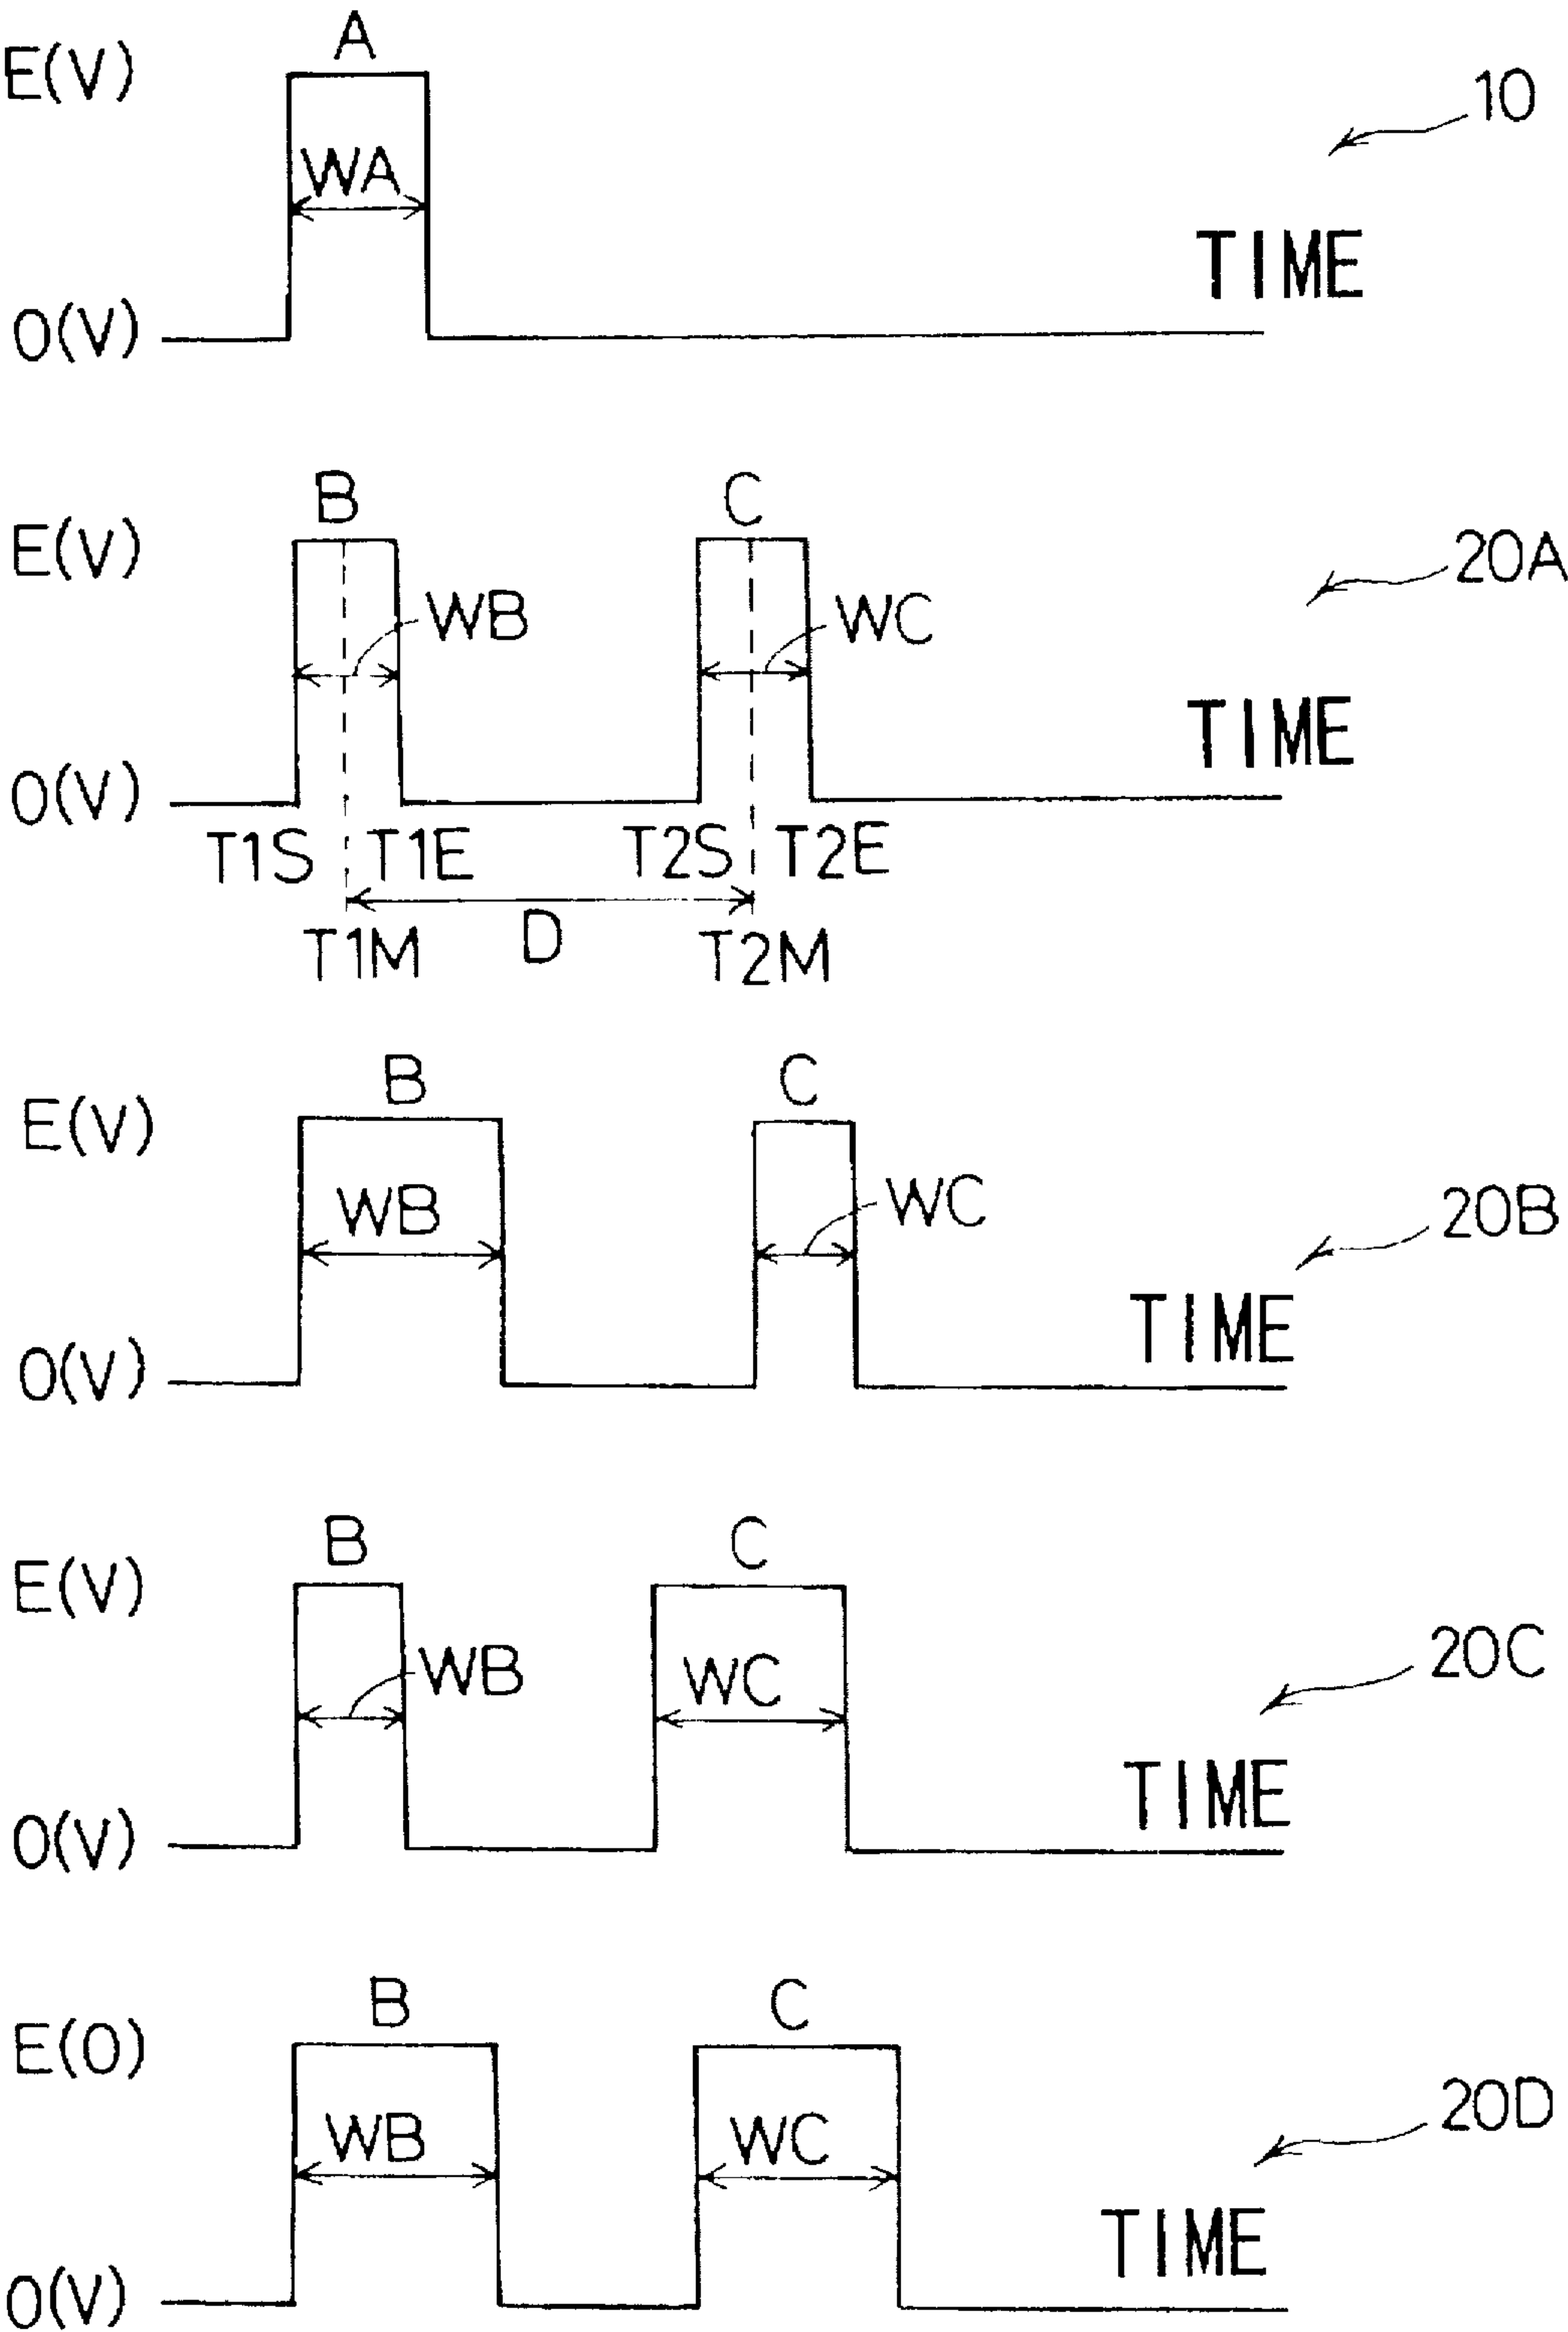 A
E(V)
10
WA
TIME
0(V)
B C
E(V)
20A
WB WC
TIME
0(V)
T1S T1E T2S T2E
D
T1M T2M
B C
E(V)
WB WC
20B
TIME
0(V)
B C
E(V)
WB WC
20C
TIME
0(V)
B C
E(0)
WB WC
20D
TIME
0(V)